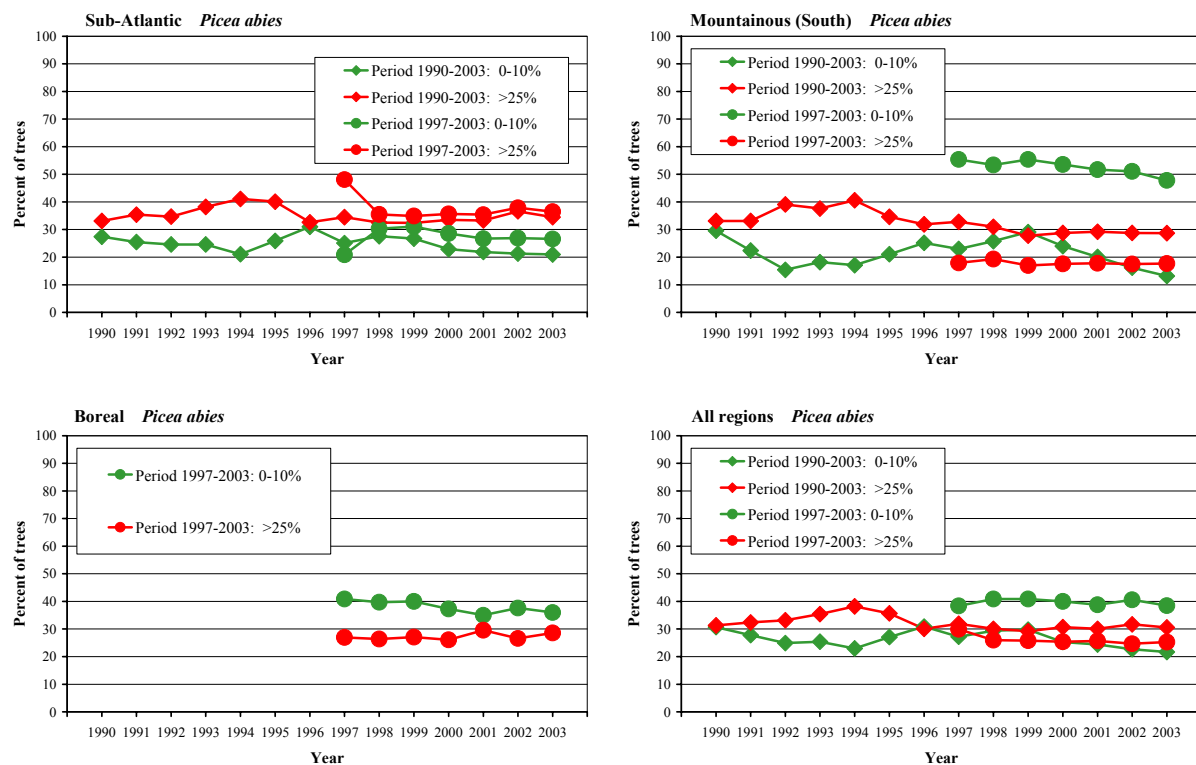 Sub-Atlantic Picea abies
100
90
80
70
60
50
40
30
20
10
0
Percent of trees
Period 1990-2003: 0-10%
Period 1990-2003: >25%
Period 1997-2003: 0-10%
Period 1997-2003: >25%
1990 1991 1992 1993 1994 1995 1996 1997 1998 1999 2000 2001 2002 2003
Year
Mountainous (South) Picea abies
100
90
80
70
60
50
40
30
20
10
0
Percent of trees
Period 1990-2003: 0-10%
Period 1990-2003: >25%
Period 1997-2003: 0-10%
Period 1997-2003: >25%
1990 1991 1992 1993 1994 1995 1996 1997 1998 1999 2000 2001 2002 2003
Year
Boreal Picea abies
100
90
80
70
60
50
40
30
20
10
0
Percent of trees
Period 1997-2003: 0-10%
Period 1997-2003: >25%
1990 1991 1992 1993 1994 1995 1996 1997 1998 1999 2000 2001 2002 2003
Year
All regions Picea abies
100
90
80
70
60
50
40
30
20
10
0
Percent of trees
Period 1990-2003: 0-10%
Period 1990-2003: >25%
Period 1997-2003: 0-10%
Period 1997-2003: >25%
1990 1991 1992 1993 1994 1995 1996 1997 1998 1999 2000 2001 2002 2003
Year